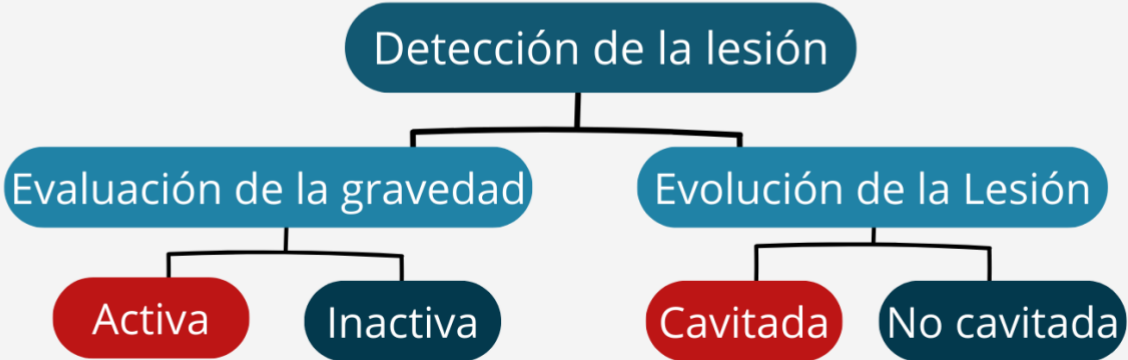 Detección de la lesión
Evaluación de la gravedad
Evolución de la Lesión
Activa
Inactiva
Cavitada
No cavitada